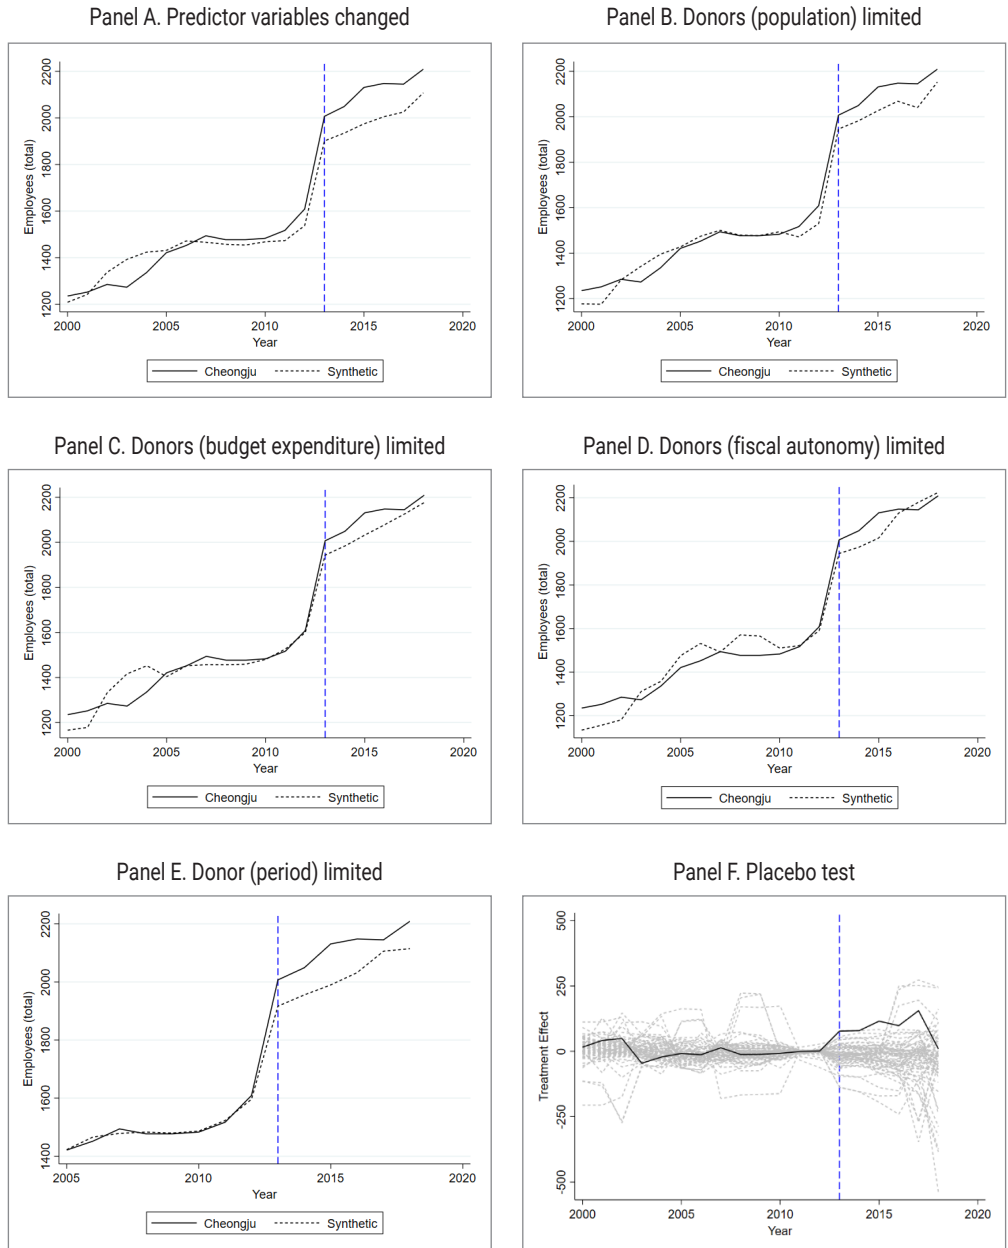 Panel A. Predictor variables changed
Employees (total)
2200
2000
1800
1600
1400
1200
2000 2005 2010 2015 2020
Year
Cheongju Synthetic
Panel B. Donors (population) limited
Employees (total)
2200
2000
1800
1600
1400
1200
2000 2005 2010 2015 2020
Year
Cheongju Synthetic
Panel C. Donors (budget expenditure) limited
Employees (total)
2200
2000
1800
1600
1400
1200
2000 2005 2010 2015 2020
Year
Cheongju Synthetic
Panel D. Donors (fiscal autonomy) limited
Employees (total)
2200
2000
1800
1600
1400
1200
2000 2005 2010 2015 2020
Year
Cheongju Synthetic
Panel E. Donor (period) limited
Employees (total)
2200
2000
1800
1600
1400
2005 2010 2015 2020
Year
Cheongju Synthetic
Panel F. Placebo test
Treatment Effect
500
250
0
-250
-500
2000 2005 2010 2015 2020
Year